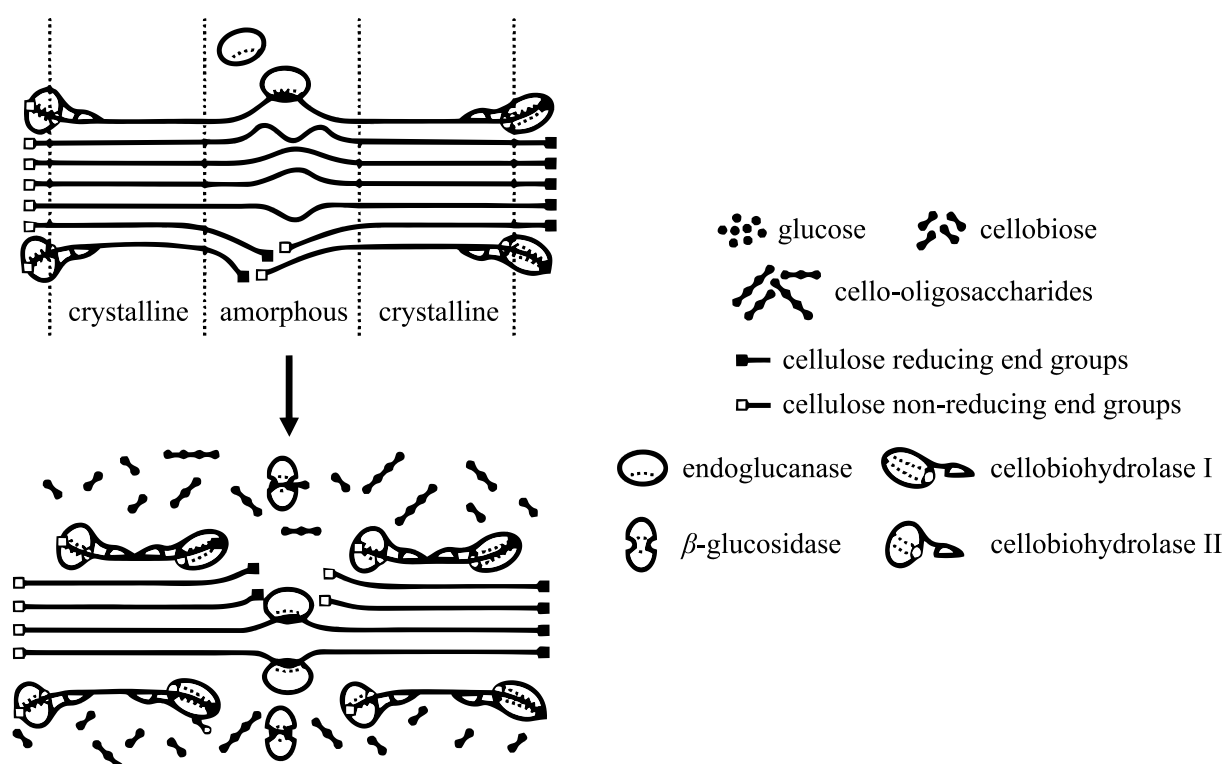 crystalline amorphous crystalline
glucose cellobiose
cello-oligosaccharides
cellulose reducing end groups
cellulose non-reducing end groups
endoglucanase cellobiohydrolase I
β-glucosidase cellobiohydrolase II